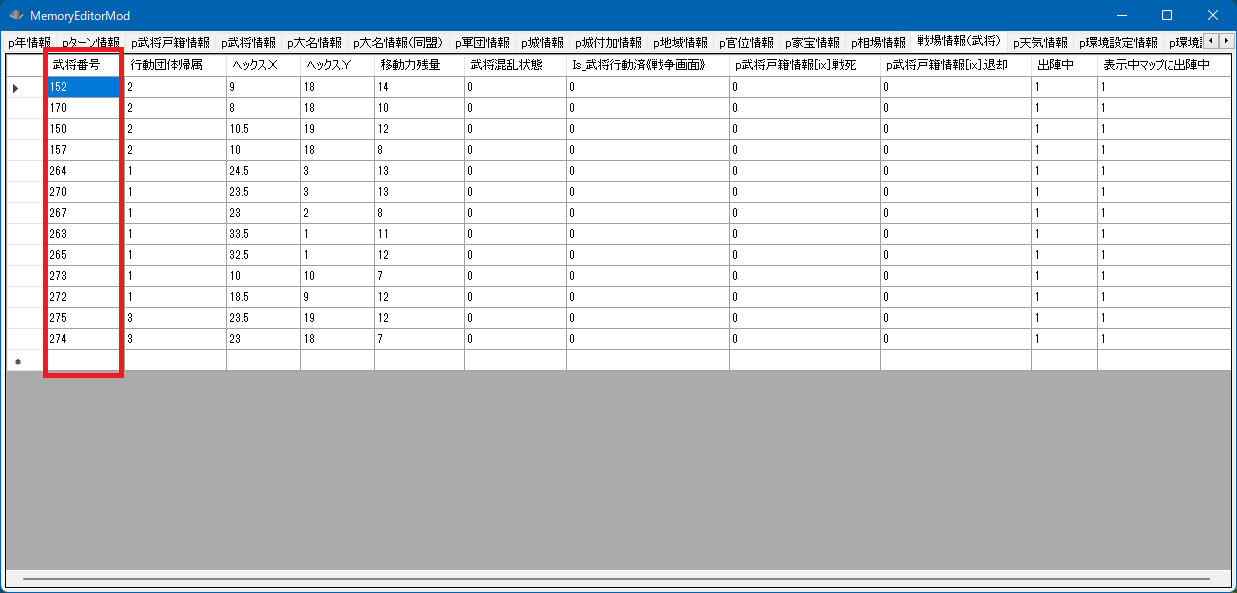 MemoryEditorMod
p年情報 pターン情報 p武将戸籍情報 p武将情報 p大名情報 p大名情報(同盟) p軍団情報 p城情報 p城付加情報 p地域情報 p官位情報 p家宝情報 p相場情報 戦場情報(武将) p天気情報 p環境設定情報 p環境
武将番号 行動団体帰属 ヘックスX ヘックスY 移動力残量 武将混乱状態 Is_武将行動済《戦争画面》 p武将戸籍情報[ix].戦死 p武将戸籍情報[ix].退却 出陣中 表示中マップに出陣中
152 2 9 18 14 0 0 0 0 1 1
170 2 8 18 10 0 0 0 0 1 1
150 2 10.5 19 12 0 0 0 0 1 1
157 2 10 18 8 0 0 0 0 1 1
264 1 24.5 3 13 0 0 0 0 1 1
270 1 23.5 3 13 0 0 0 0 1 1
267 1 23 2 8 0 0 0 0 1 1
263 1 33.5 1 11 0 0 0 0 1 1
265 1 32.5 1 12 0 0 0 0 1 1
273 1 10 10 7 0 0 0 0 1 1
272 1 18.5 9 12 0 0 0 0 1 1
275 3 23.5 19 12 0 0 0 0 1 1
274 3 23 18 7 0 0 0 0 1 1